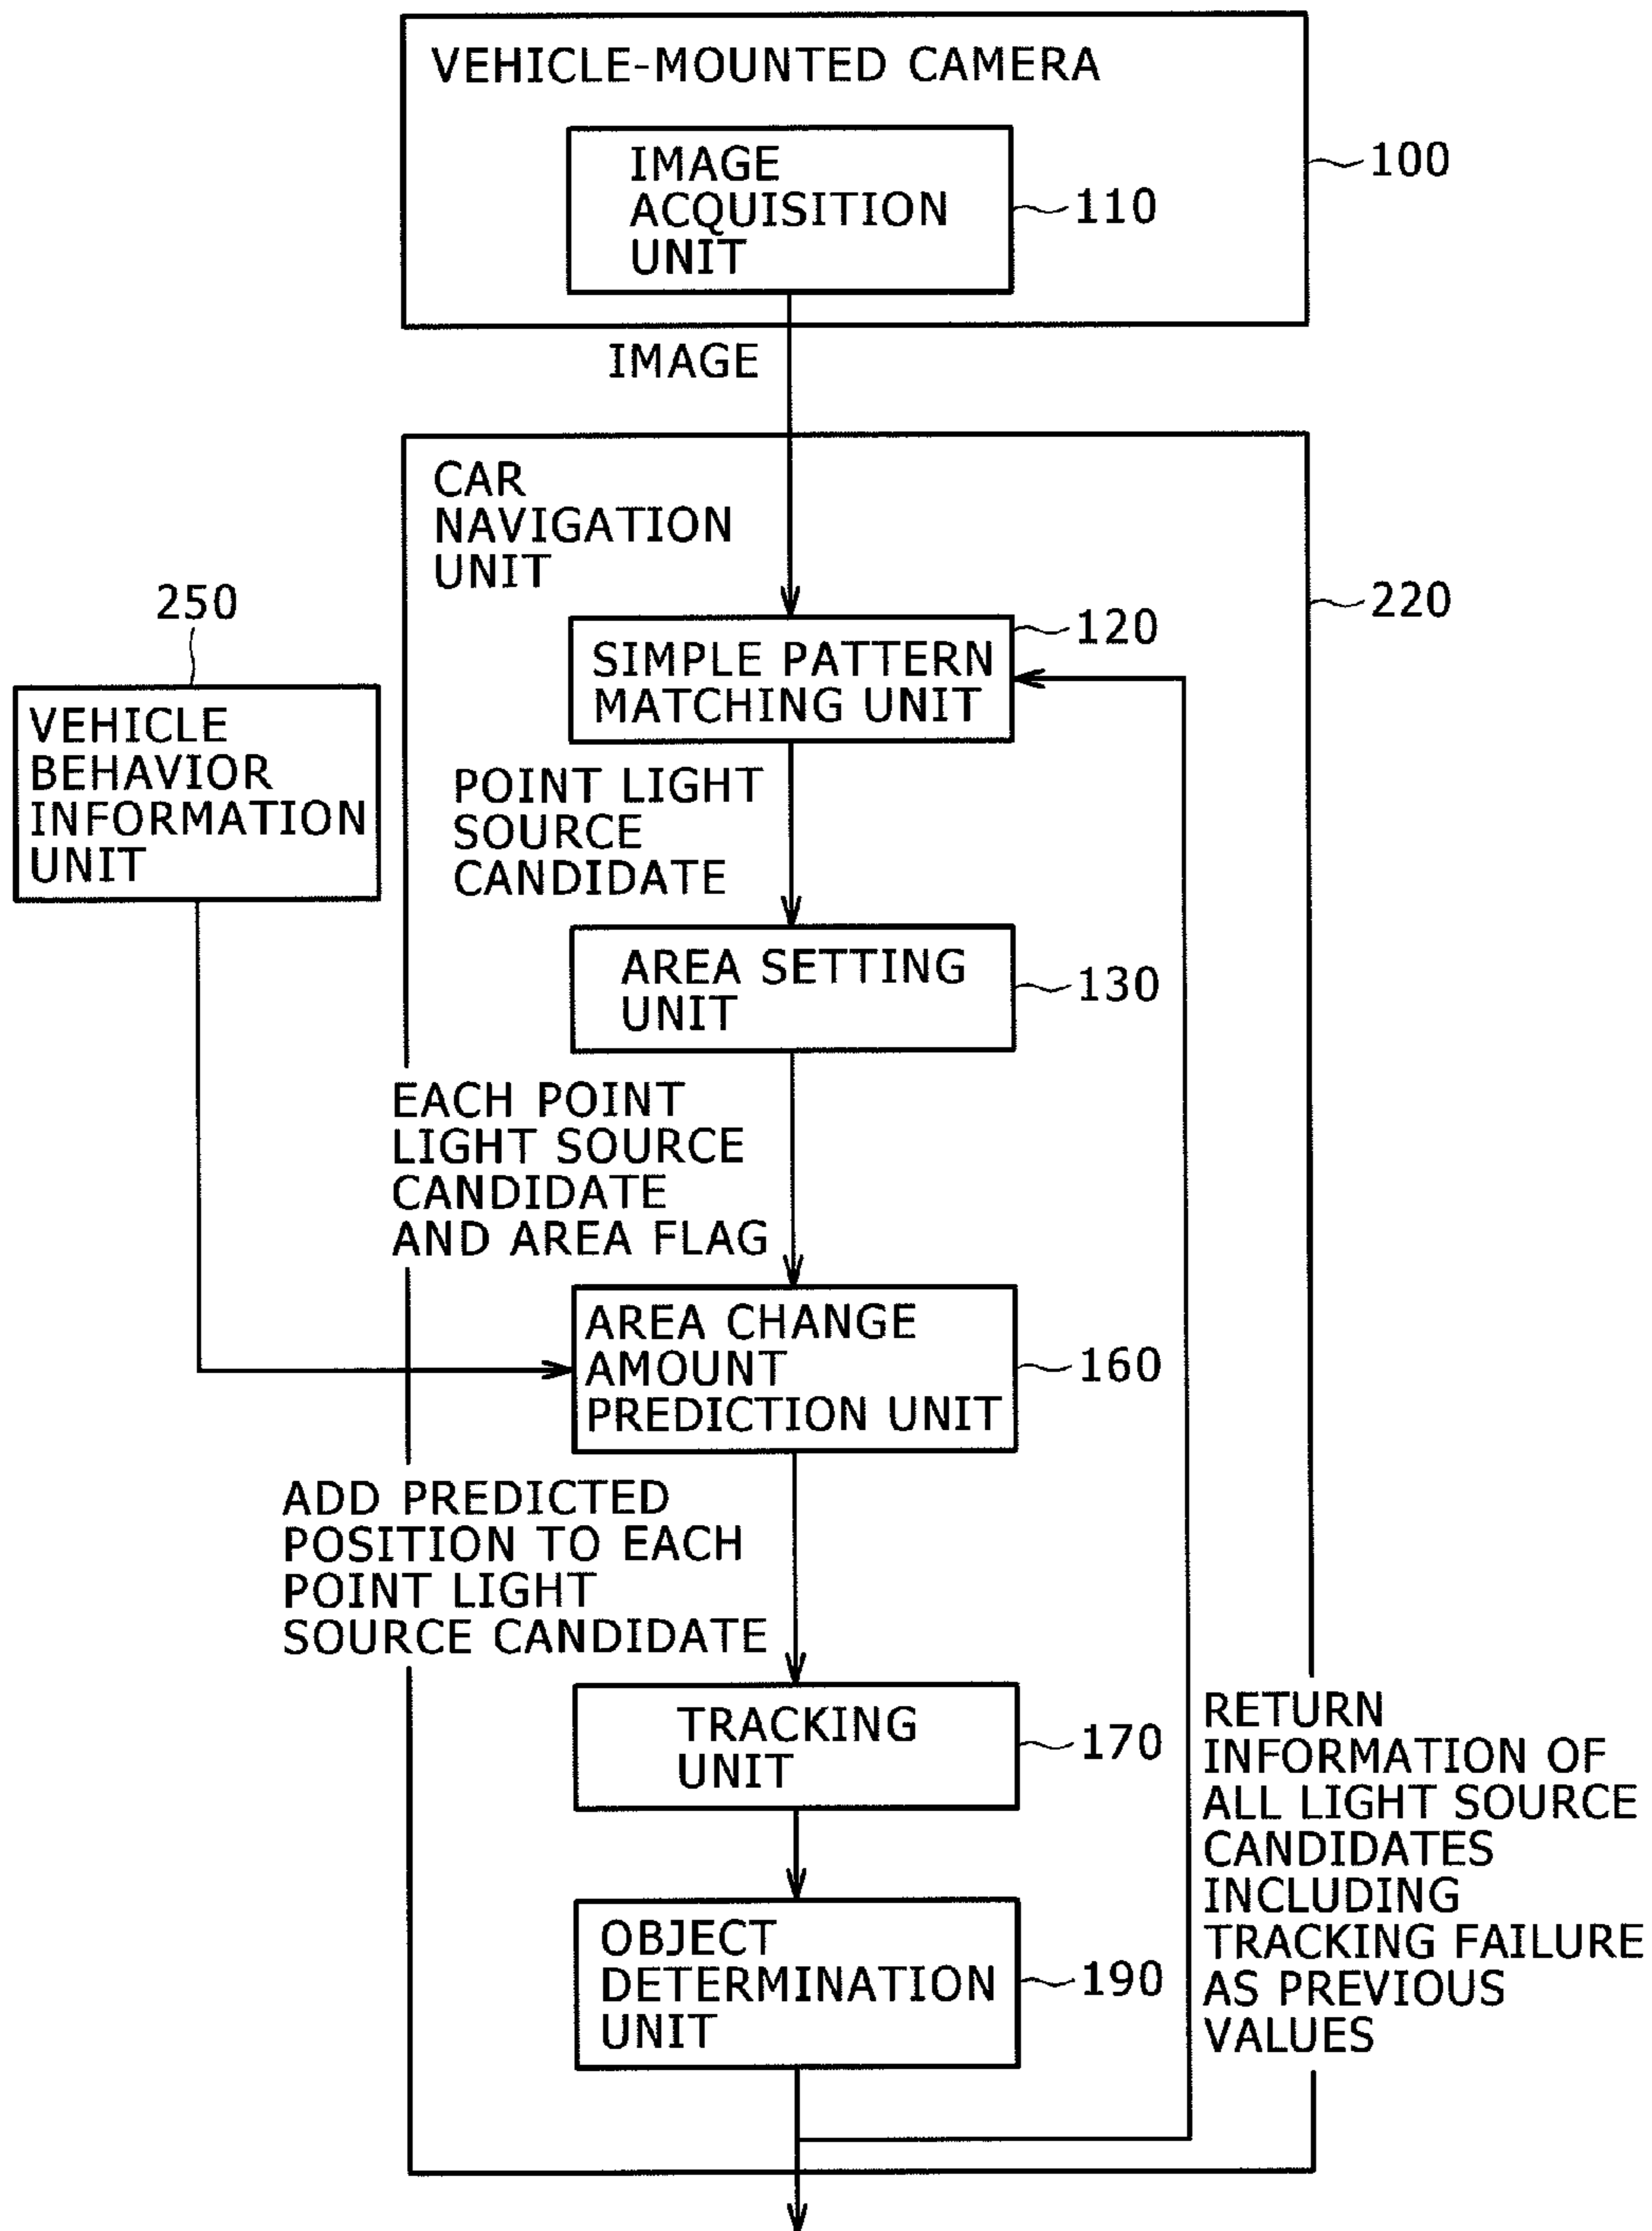 VEHICLE-MOUNTED CAMERA
IMAGE
ACQUISITION
UNIT
110
100
IMAGE
CAR
NAVIGATION
UNIT
220
250
VEHICLE
BEHAVIOR
INFORMATION
UNIT
120
SIMPLE PATTERN
MATCHING UNIT
POINT LIGHT
SOURCE
CANDIDATE
AREA SETTING
UNIT
130
EACH POINT
LIGHT SOURCE
CANDIDATE
AND AREA FLAG
AREA CHANGE
AMOUNT
PREDICTION UNIT
160
ADD PREDICTED
POSITION TO EACH
POINT LIGHT
SOURCE CANDIDATE
TRACKING
UNIT
170
RETURN
INFORMATION OF
ALL LIGHT SOURCE
CANDIDATES
INCLUDING
TRACKING FAILURE
AS PREVIOUS
VALUES
OBJECT
DETERMINATION
UNIT
190